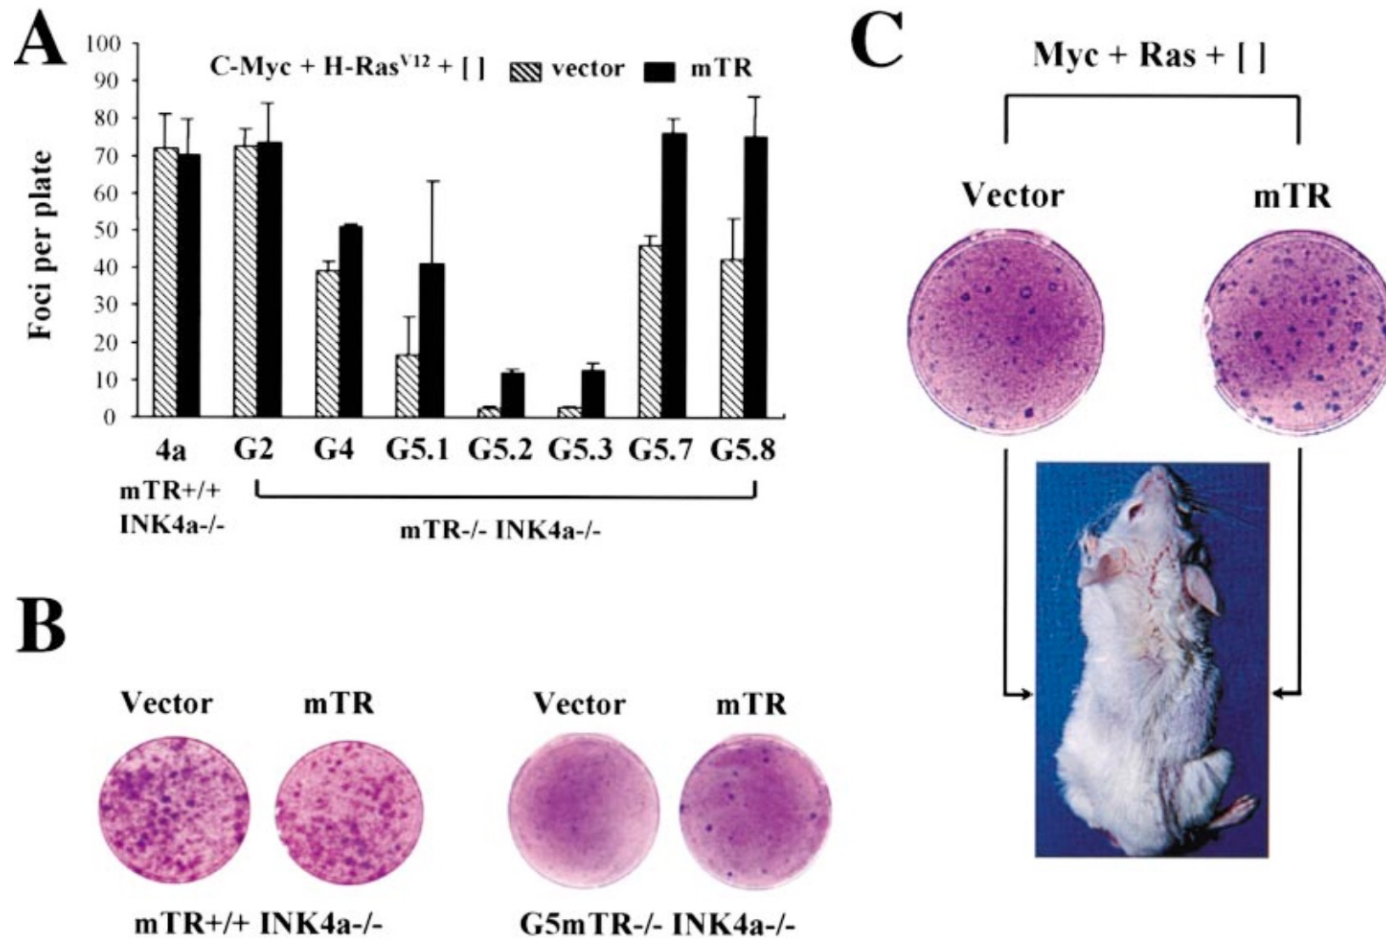 A
C-Myc + H-Ras^V12 + [ ] vector mTR
Foci per plate
100
90
80
70
60
50
40
30
20
10
0
4a G2 G4 G5.1 G5.2 G5.3 G5.7 G5.8
mTR+/+
INK4a-/-
mTR-/- INK4a-/-
B
Vector mTR Vector mTR
mTR+/+ INK4a-/- G5mTR-/- INK4a-/-
C
Myc + Ras + [ ]
Vector mTR